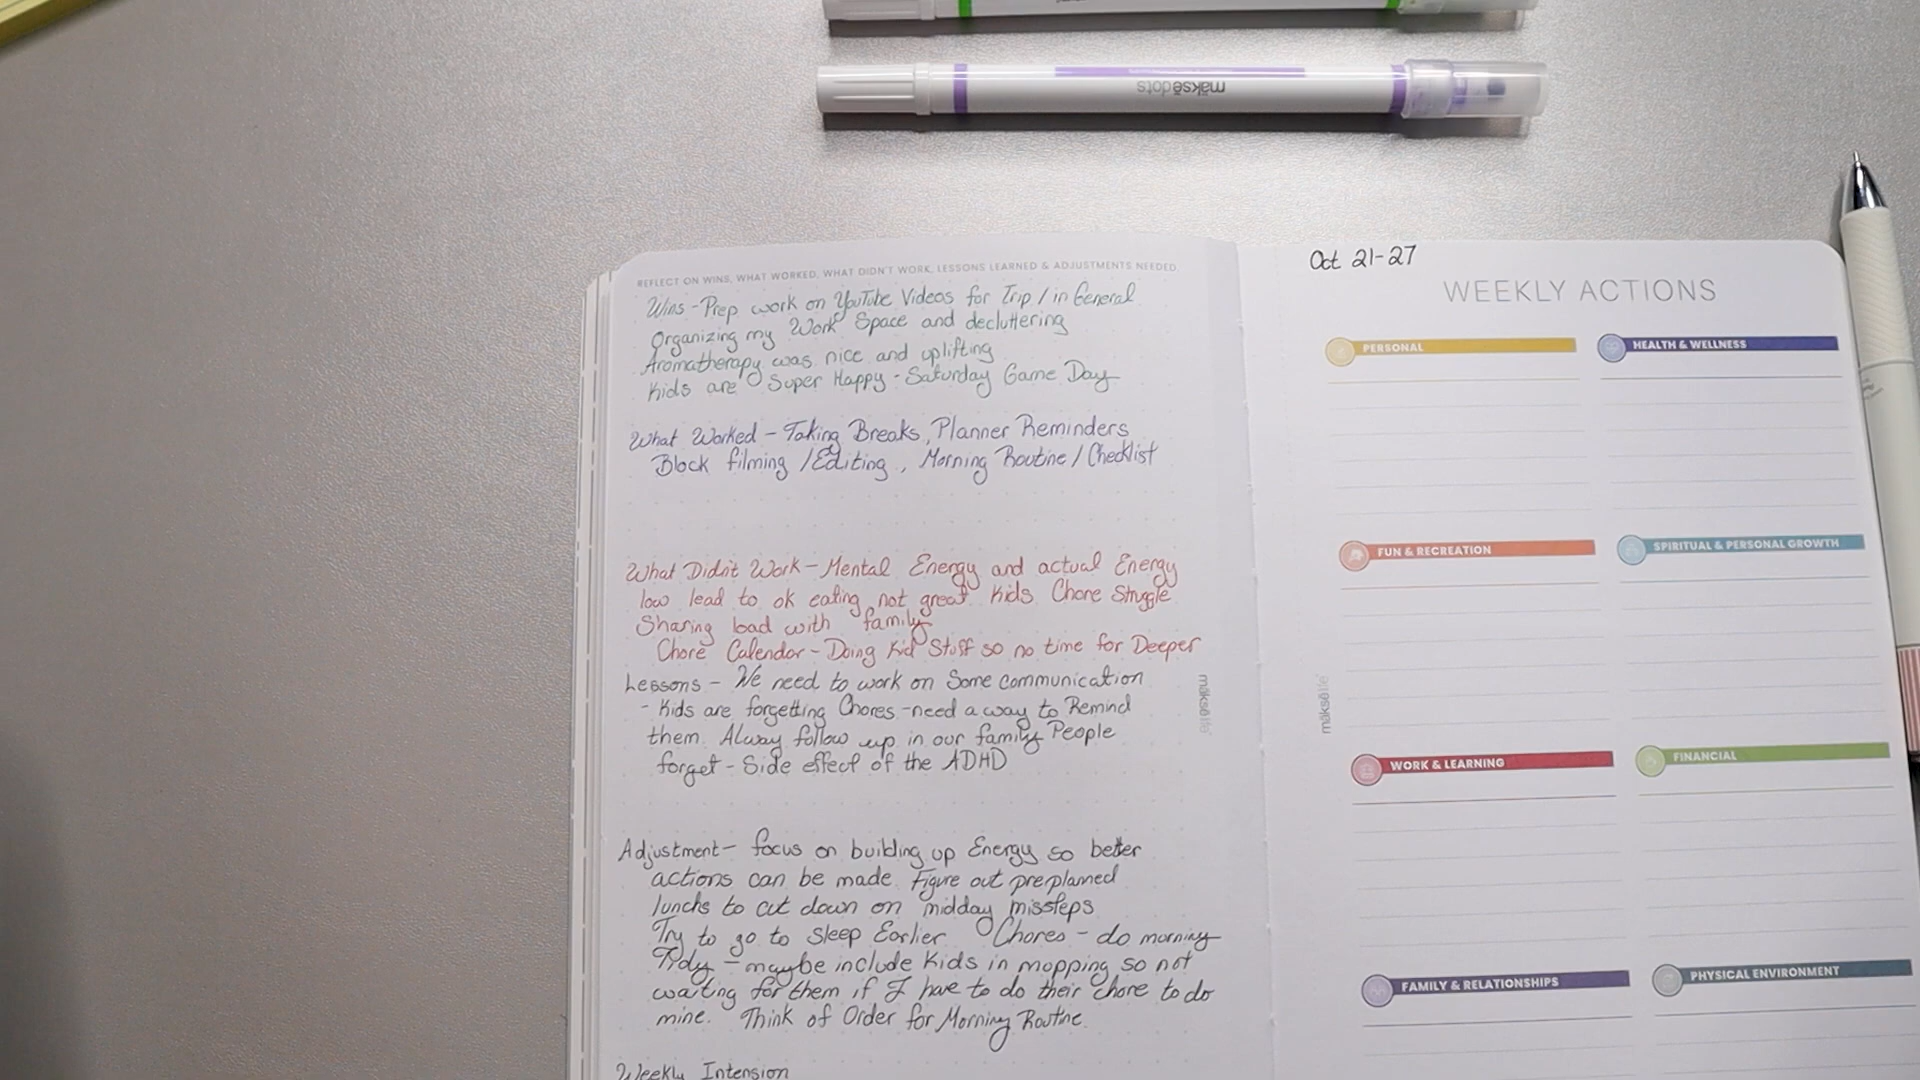 māksēdots
REFLECT ON WINS, WHAT WORKED, WHAT DIDN'T WORK, LESSONS LEARNED & ADJUSTMENTS NEEDED
Wins - Prep work on YouTube Videos for Trip / in General
Organizing my Work Space and decluttering
Aromatherapy was nice and uplifting
Kids are Super Happy - Saturday Game Day
What Worked - Taking Breaks, Planner Reminders
Block filming / Editing, Morning Routine / Checklist
What Didn't Work - Mental Energy and actual Energy
low lead to ok eating not great Kids Chore Struggle
Sharing load with family
Chore Calendar - Doing Kid Stuff so no time for Deeper
Lessons - We need to work on Some communication
- Kids are forgetting Chores - need a way to Remind
them. Alway follow up in our family People
forget - Side effect of the ADHD
Adjustment - focus on building up Energy so better
actions can be made. Figure out preplanned
lunchs to cut down on midday missteps
Try to go to Sleep Earlier Chores - do morning
Tidy - maybe include Kids in mopping so not
waiting for them if I have to do their chore to do
mine. Think of Order for Morning Routine.
Weekly Intension
mäksēlife
Oct 21-27
WEEKLY ACTIONS
PERSONAL
HEALTH & WELLNESS
FUN & RECREATION
SPIRITUAL & PERSONAL GROWTH
mäksēlife
WORK & LEARNING
FINANCIAL
FAMILY & RELATIONSHIPS
PHYSICAL ENVIRONMENT